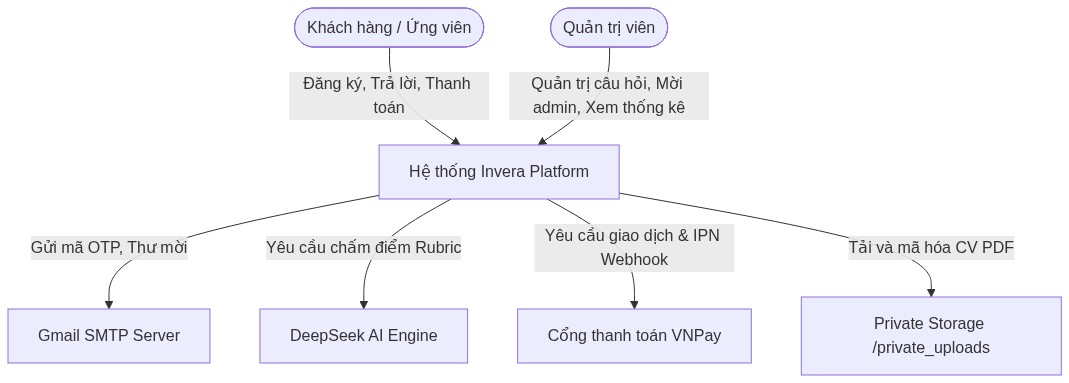 Khách hàng / Ứng viên
Quản trị viên
Đăng ký, Trả lời, Thanh
toán
Quản trị câu hỏi, Mời
admin, Xem thống kê
Hệ thống Invera Platform
Gửi mã OTP, Thư mời
Yêu cầu chấm điểm Rubric
Yêu cầu giao dịch & IPN
Webhook
Tải và mã hóa CV PDF
Gmail SMTP Server
DeepSeek AI Engine
Cổng thanh toán VNPay
Private Storage
/private_uploads